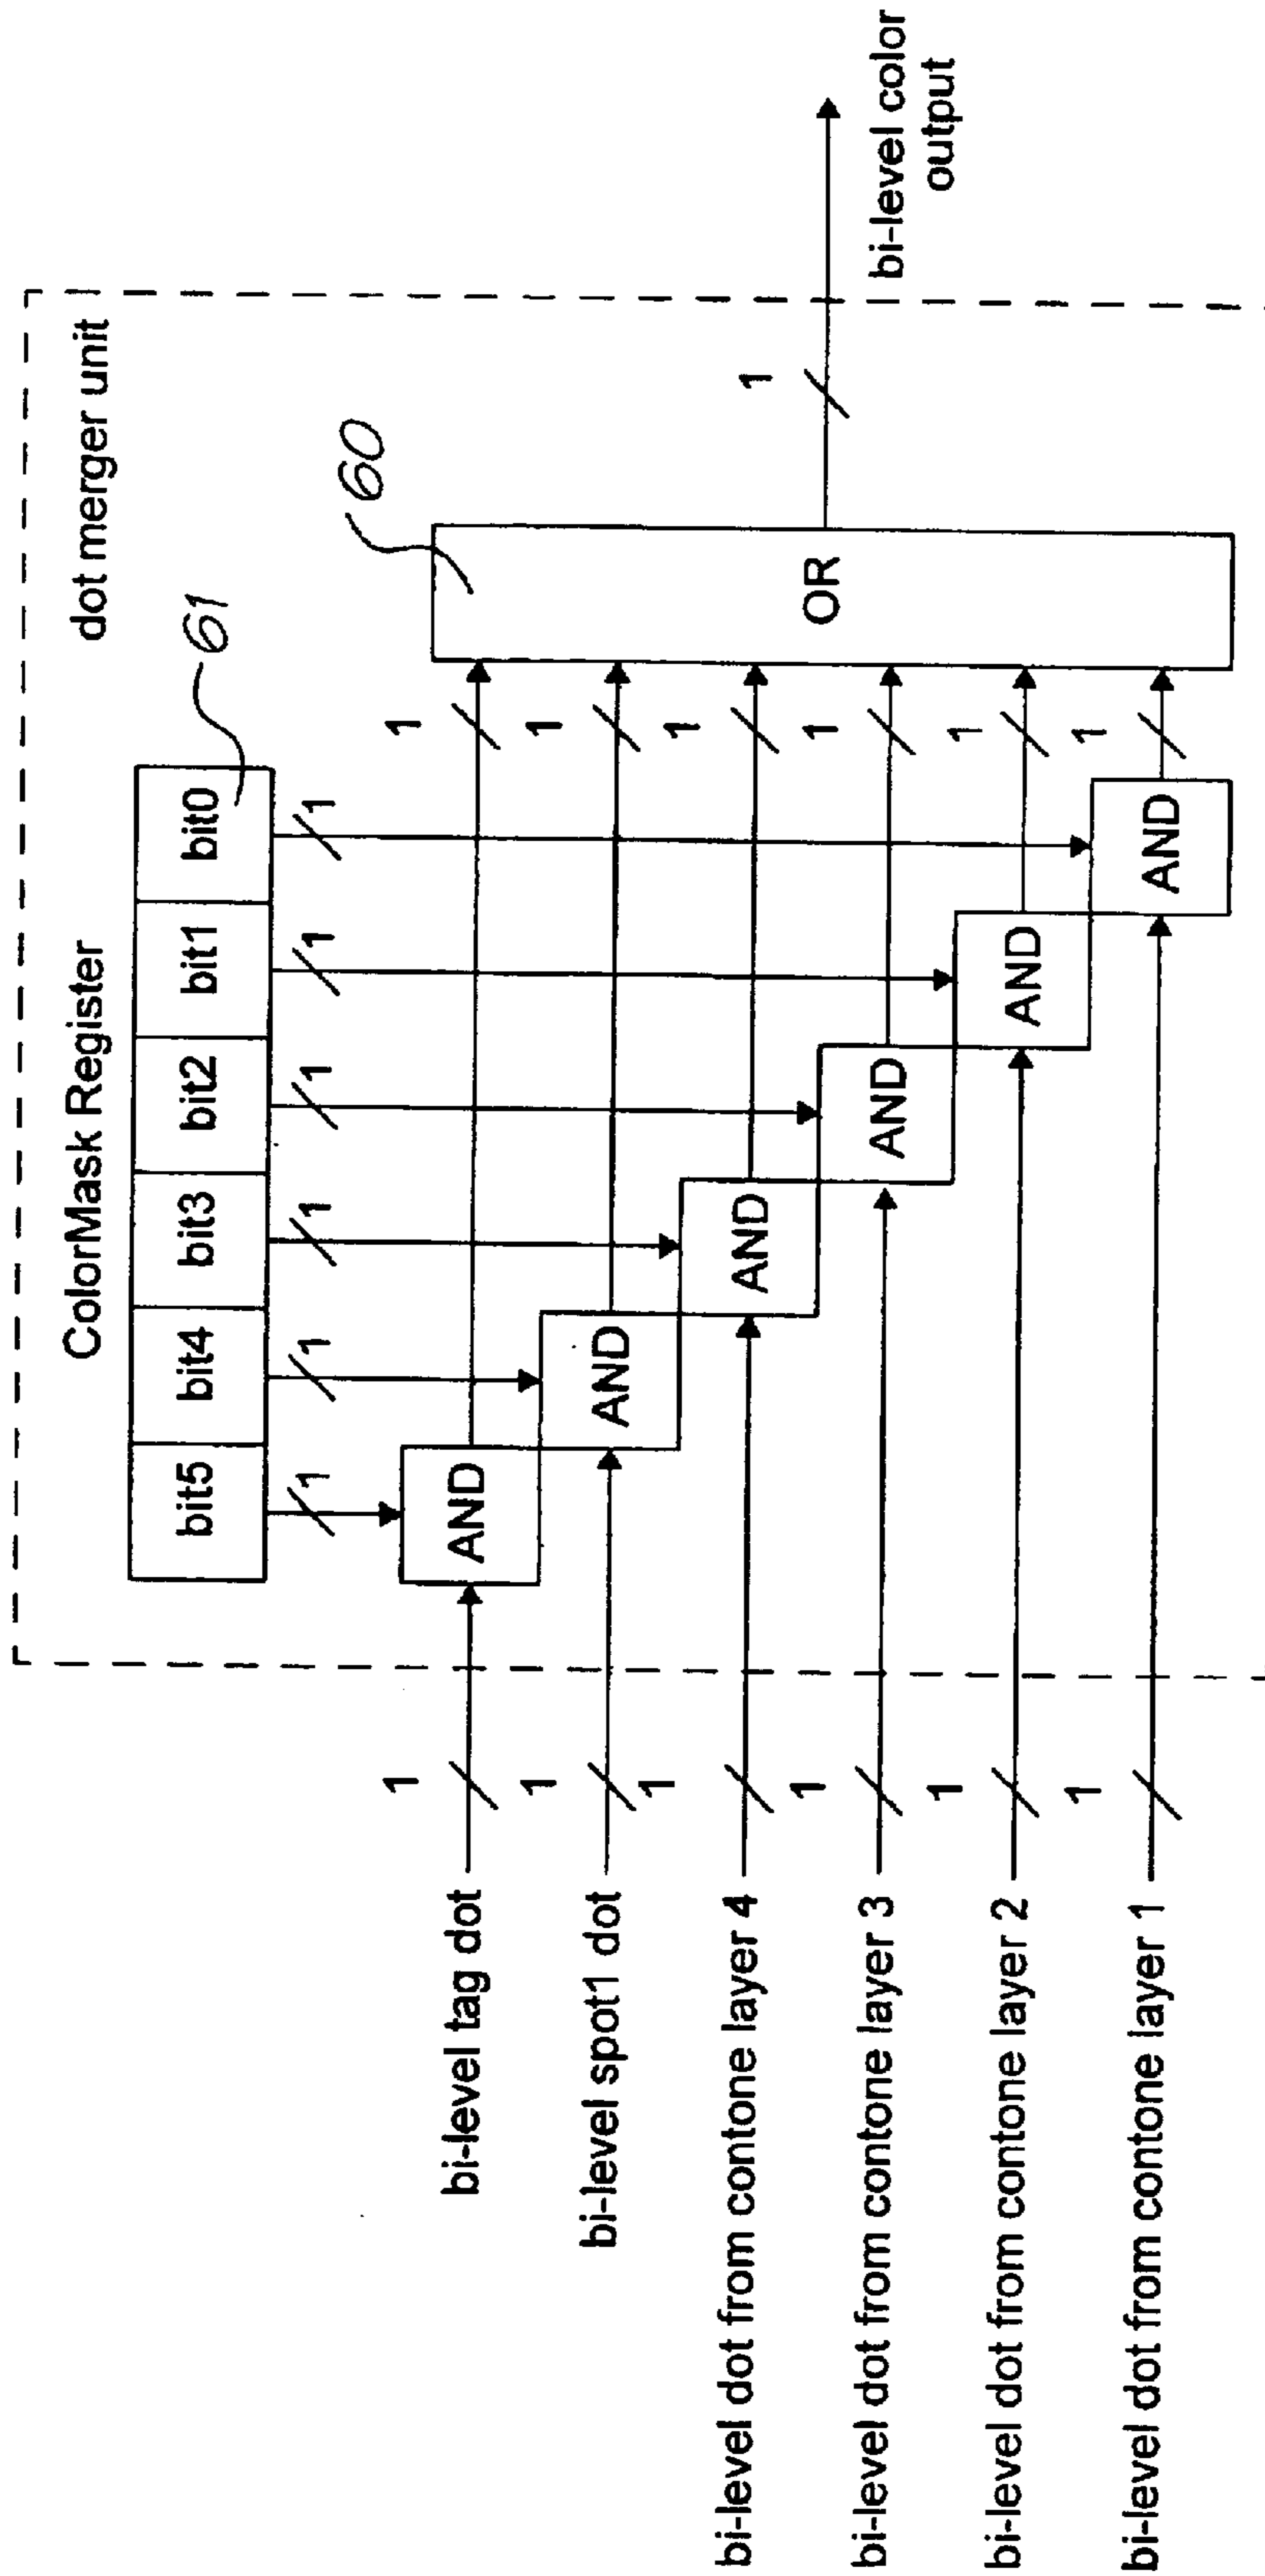 dot merger unit
ColorMask Register
bit5 bit4 bit3 bit2 bit1 bit0
61
1 1 1 1 1 1
60
bi-level tag dot
1
AND
1
bi-level spot1 dot
1
AND
1
bi-level dot from contone layer 4
1
AND
1
bi-level dot from contone layer 3
1
AND
1
bi-level dot from contone layer 2
1
AND
1
bi-level dot from contone layer 1
1
AND
1
OR
1
bi-level color
output